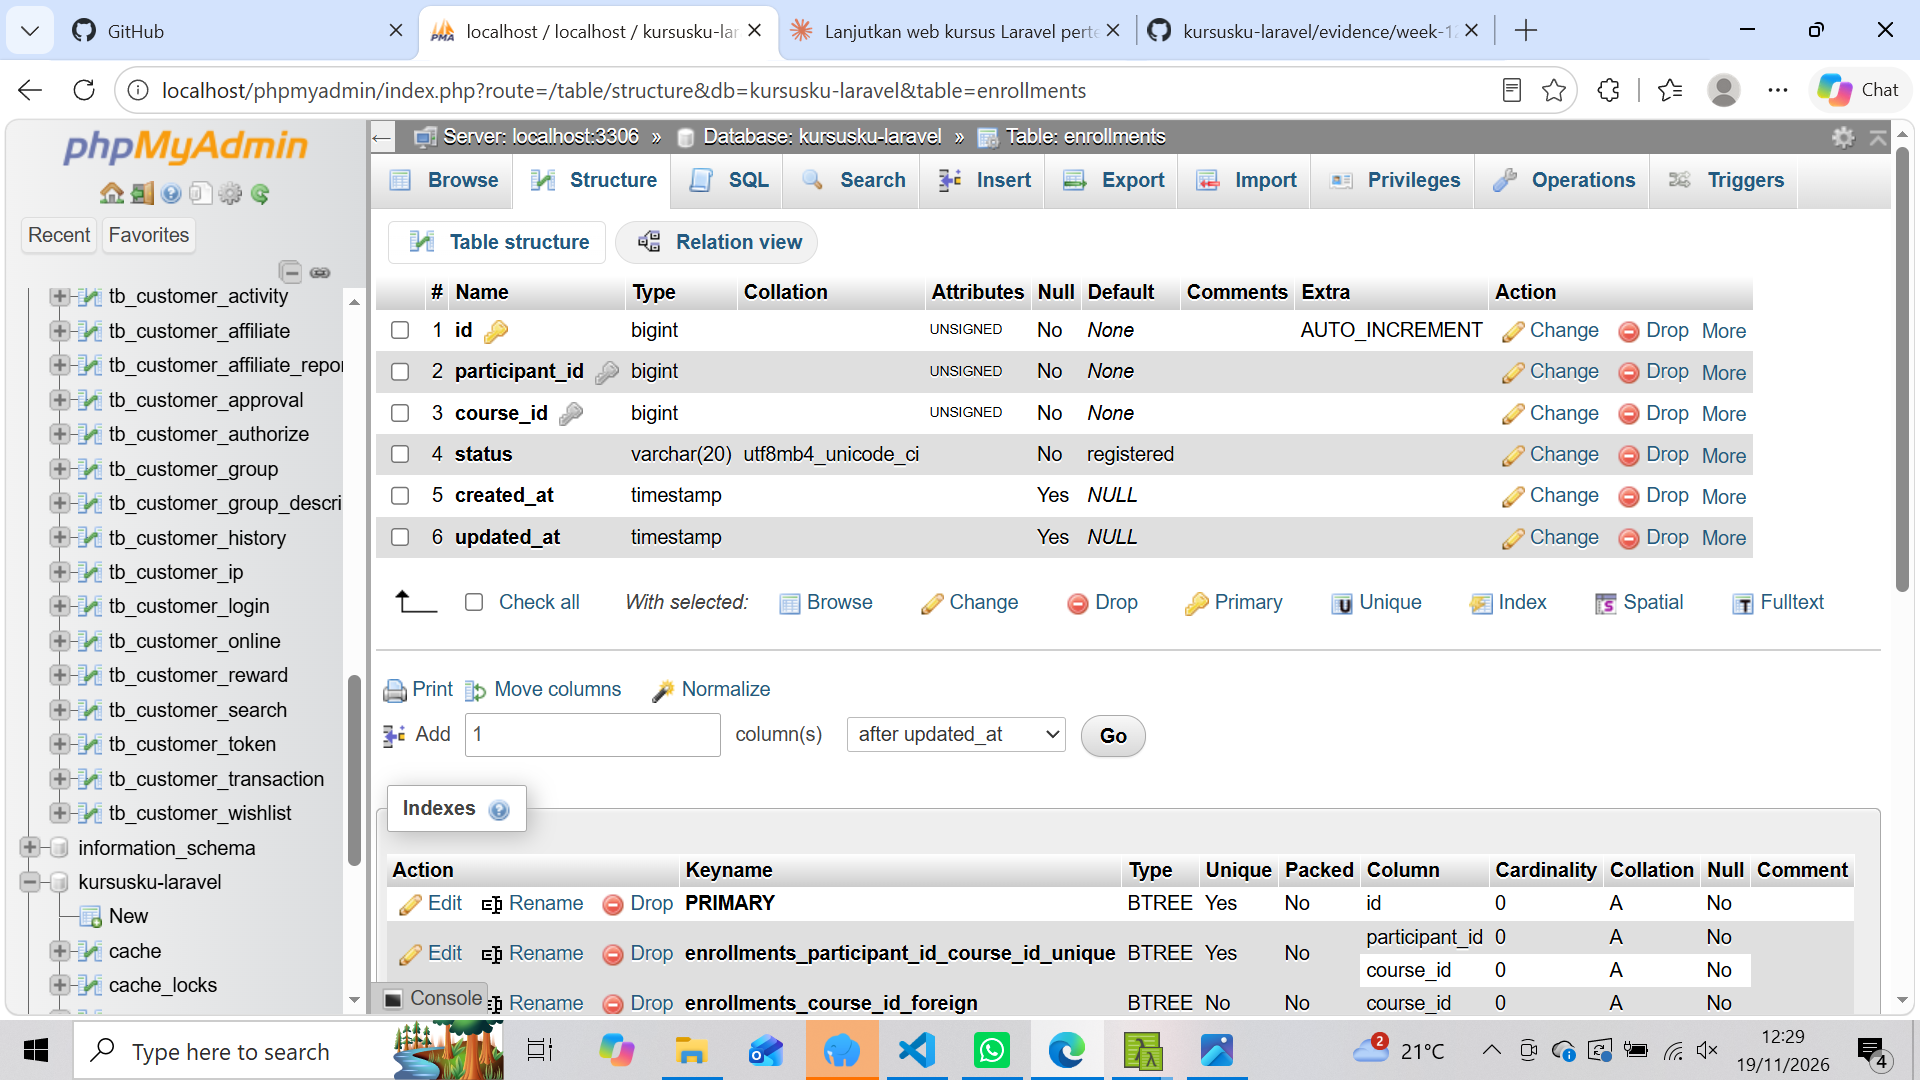 GitHub
localhost / localhost / kursusku-lar
Lanjutkan web kursus Laravel perte
kursusku-laravel/evidence/week-12
localhost/phpmyadmin/index.php?route=/table/structure&db=kursusku-laravel&table=enrollments
Chat
phpMyAdmin
Recent Favorites
tb_customer_activity
tb_customer_affiliate
tb_customer_affiliate_repor
tb_customer_approval
tb_customer_authorize
tb_customer_group
tb_customer_group_descri
tb_customer_history
tb_customer_ip
tb_customer_login
tb_customer_online
tb_customer_reward
tb_customer_search
tb_customer_token
tb_customer_transaction
tb_customer_wishlist
information_schema
kursusku-laravel
New
cache
cache_locks
Server: localhost:3306 » Database: kursusku-laravel » Table: enrollments
Browse Structure SQL Search Insert Export Import Privileges Operations Triggers
Table structure Relation view
# Name Type Collation Attributes Null Default Comments Extra Action
1 id bigint UNSIGNED No None AUTO_INCREMENT Change Drop More
2 participant_id bigint UNSIGNED No None Change Drop More
3 course_id bigint UNSIGNED No None Change Drop More
4 status varchar(20) utf8mb4_unicode_ci No registered Change Drop More
5 created_at timestamp Yes NULL Change Drop More
6 updated_at timestamp Yes NULL Change Drop More
Check all With selected: Browse Change Drop Primary Unique Index Spatial Fulltext
Print Move columns Normalize
Add 1 column(s) after updated_at Go
Indexes
Action Keyname Type Unique Packed Column Cardinality Collation Null Comment
Edit Rename Drop PRIMARY BTREE Yes No id 0 A No
Edit Rename Drop enrollments_participant_id_course_id_unique BTREE Yes No participant_id 0 A No
course_id 0 A No
Rename Drop enrollments_course_id_foreign BTREE No No course_id 0 A No
Console
Type here to search
2
21°C
12:29
19/11/2026
4